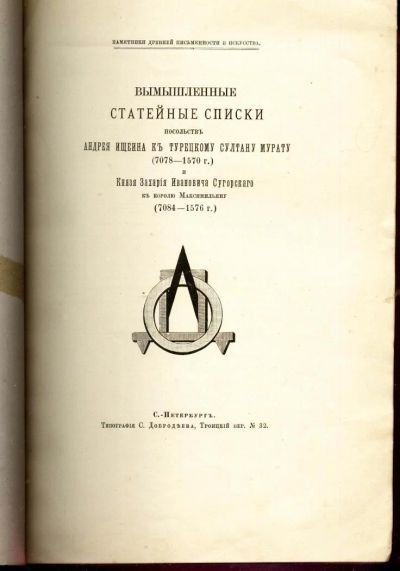 ПАМЯТНИКИ ДРЕВНЕЙ ПИСЬМЕННОСТИ И ИСКУССТВА.
ВЫМЫШЛЕННЫЕ
СТАТЕЙНЫЕ СПИСКИ
ПОСОЛЬСТВЪ
АНДРЕЯ ИЩЕИНА КЪ ТУРЕЦКОМУ СУЛТАНУ МУРАТУ
(7078—1570 г.)
И
Князя Захарія Ивановича Сугорскаго
КЪ КОРОЛЮ МАКСИМИЛЬЯНУ
(7084—1576 г.)
С.-Петербургъ.
Типографія С. Добродѣева, Троицкій пер. № 32.